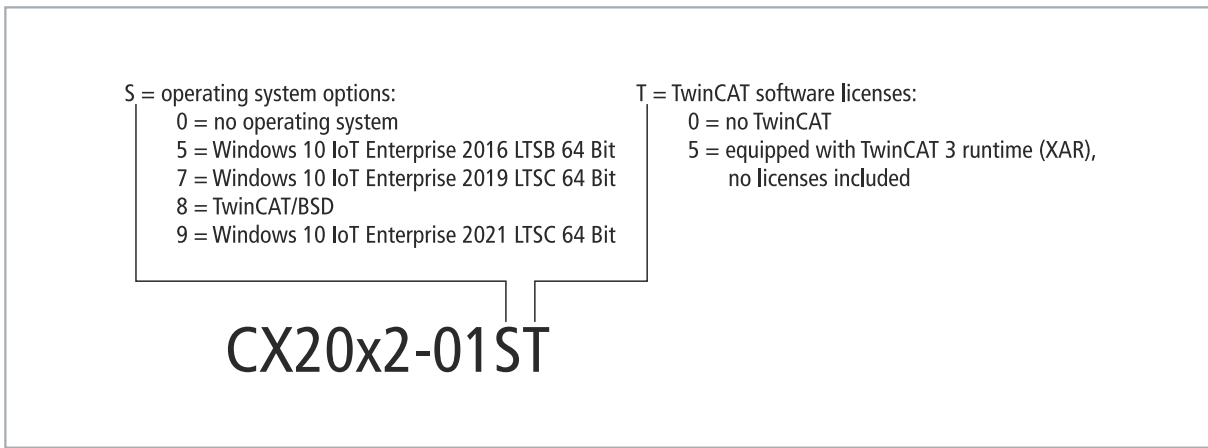 S = operating system options:
0 = no operating system
5 = Windows 10 IoT Enterprise 2016 LTSB 64 Bit
7 = Windows 10 IoT Enterprise 2019 LTSC 64 Bit
8 = TwinCAT/BSD
9 = Windows 10 IoT Enterprise 2021 LTSC 64 Bit
T = TwinCAT software licenses:
0 = no TwinCAT
5 = equipped with TwinCAT 3 runtime (XAR),
no licenses included
CX20x2-01ST